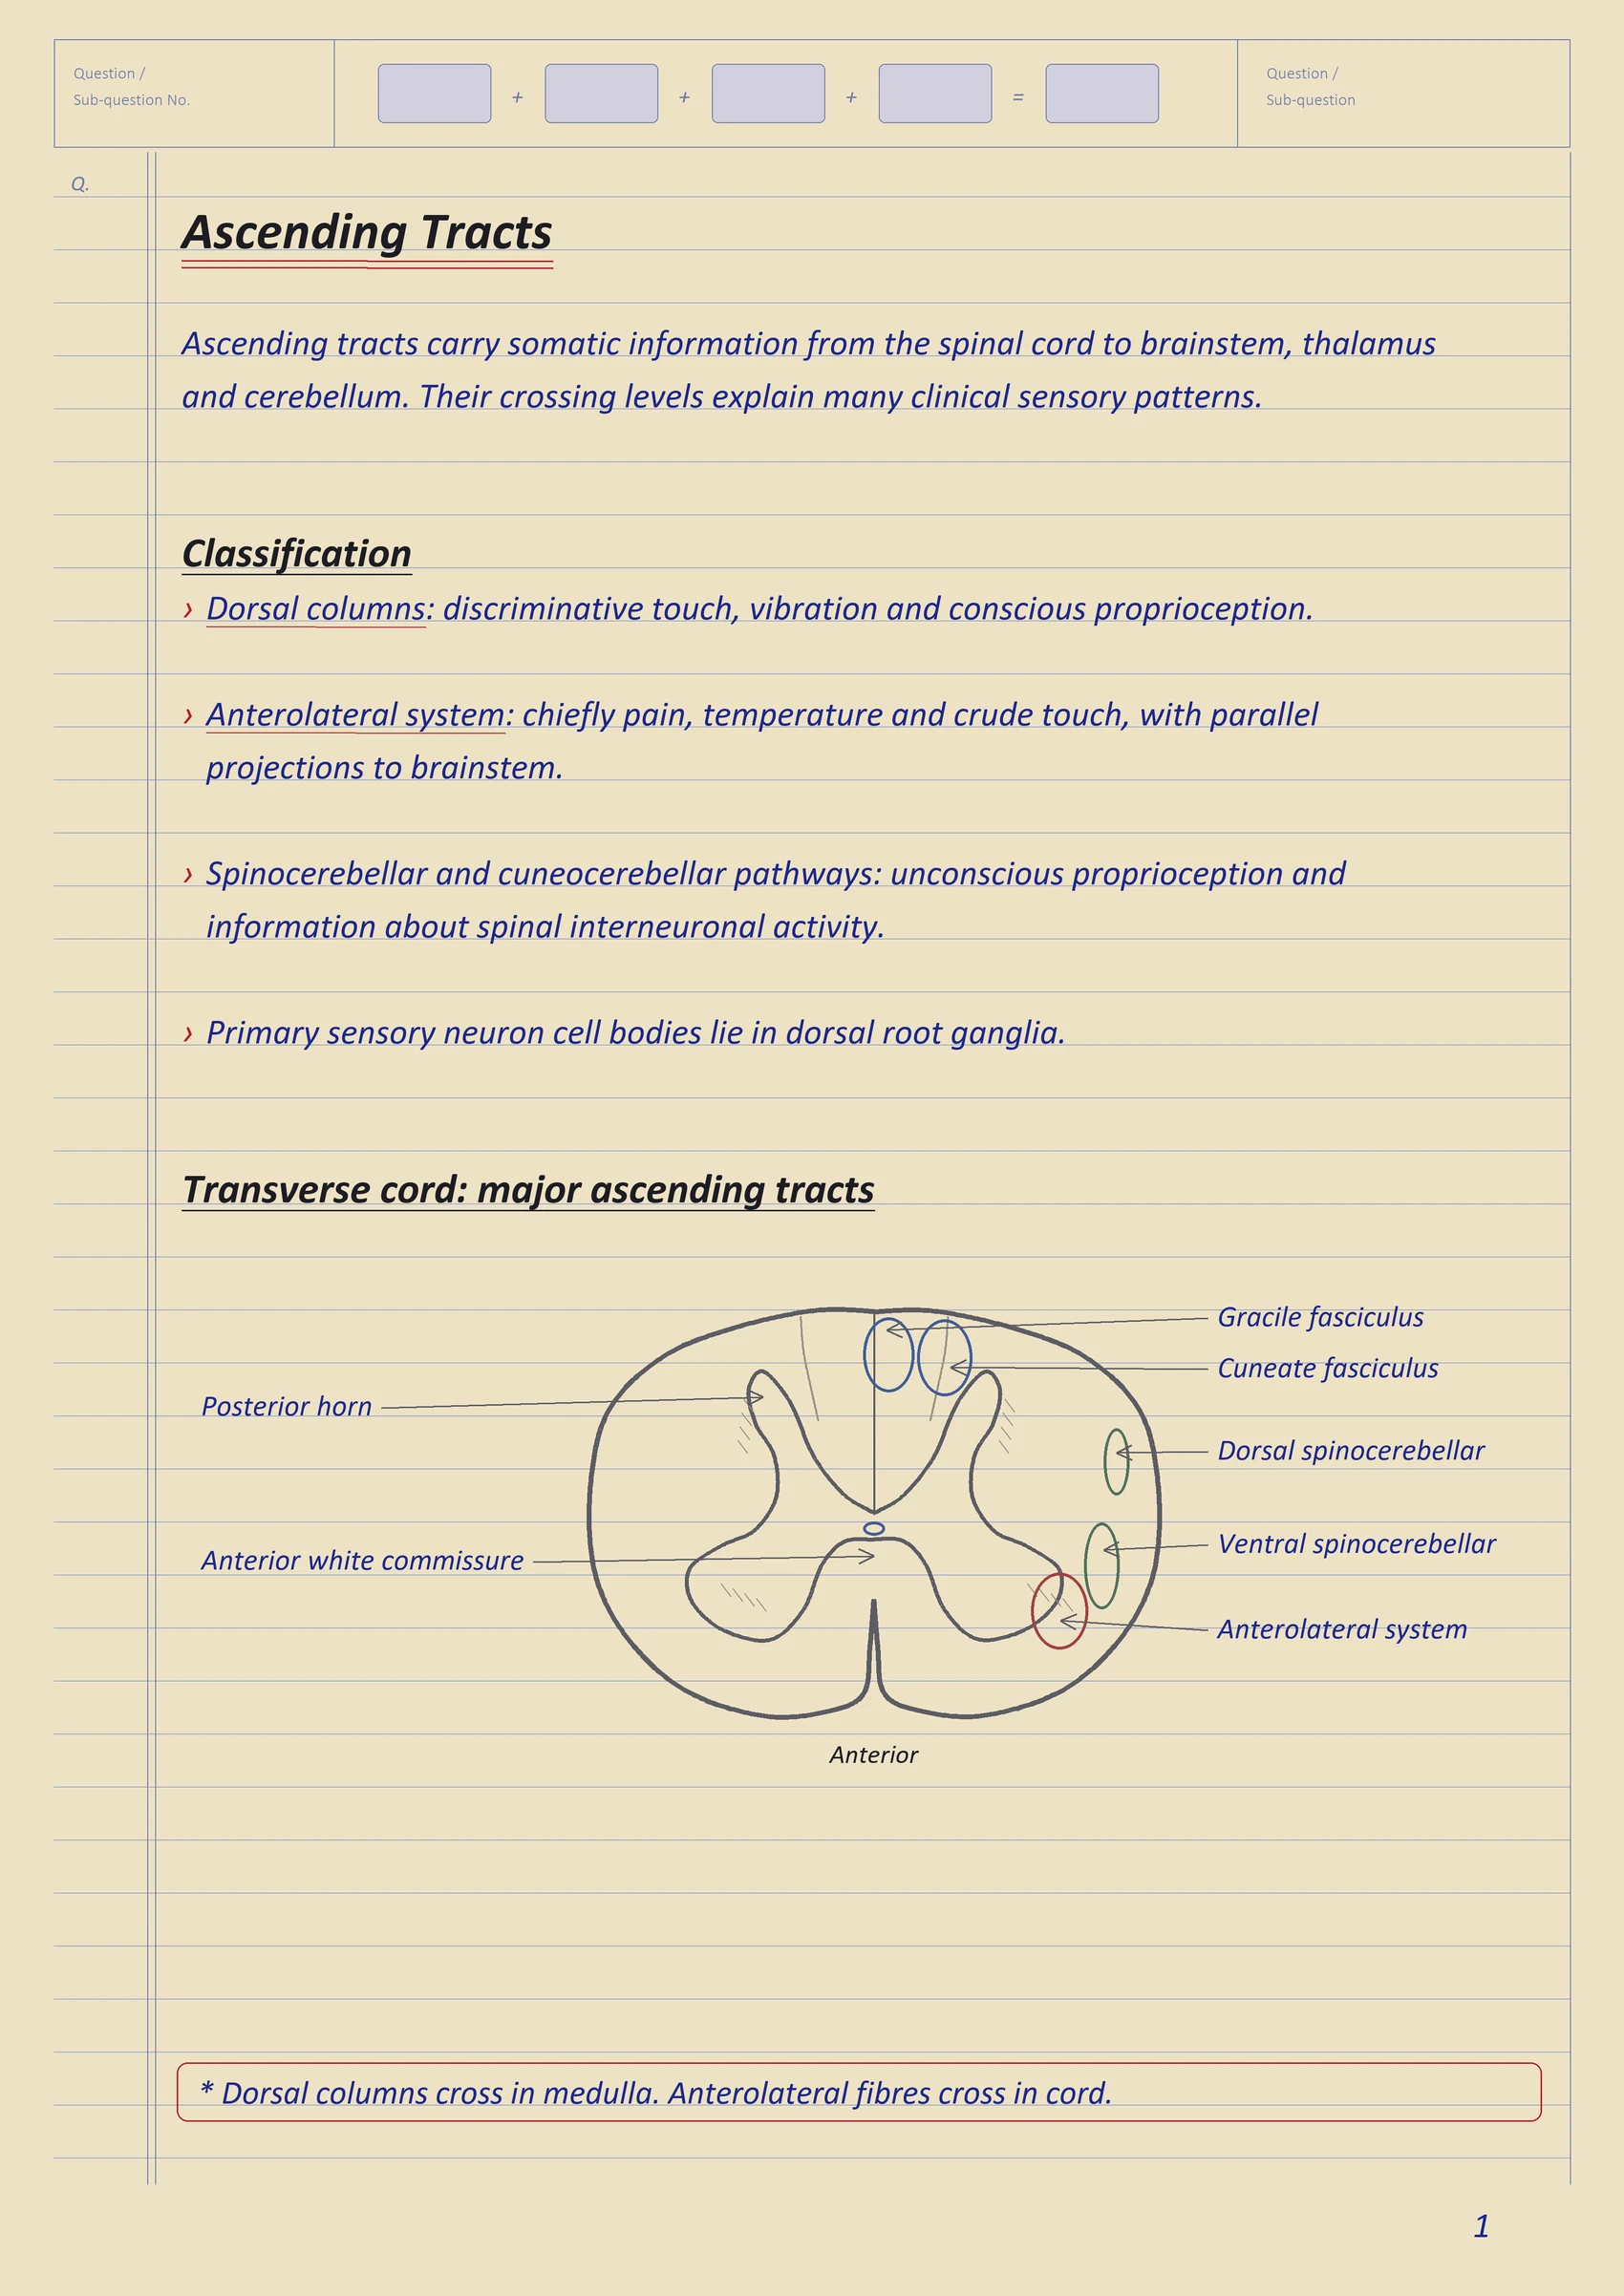 Question /
Sub-question No.
+ + + =
Question /
Sub-question
Q.
Ascending Tracts
Ascending tracts carry somatic information from the spinal cord to brainstem, thalamus
and cerebellum. Their crossing levels explain many clinical sensory patterns.
Classification
› Dorsal columns: discriminative touch, vibration and conscious proprioception.
› Anterolateral system: chiefly pain, temperature and crude touch, with parallel
projections to brainstem.
› Spinocerebellar and cuneocerebellar pathways: unconscious proprioception and
information about spinal interneuronal activity.
› Primary sensory neuron cell bodies lie in dorsal root ganglia.
Transverse cord: major ascending tracts
Gracile fasciculus
Cuneate fasciculus
Posterior horn
Dorsal spinocerebellar
Ventral spinocerebellar
Anterior white commissure
Anterolateral system
Anterior
* Dorsal columns cross in medulla. Anterolateral fibres cross in cord.
1